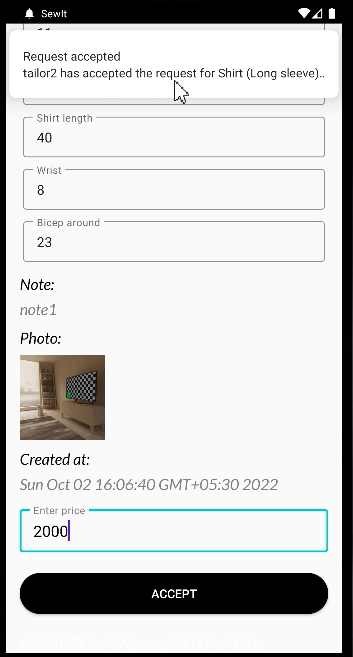 SewIt
Request accepted
tailor2 has accepted the request for Shirt (Long sleeve)..
Shirt length
40
Wrist
8
Bicep around
23
Note:
note1
Photo:
Created at:
Sun Oct 02 16:06:40 GMT+05:30 2022
Enter price
2000
ACCEPT